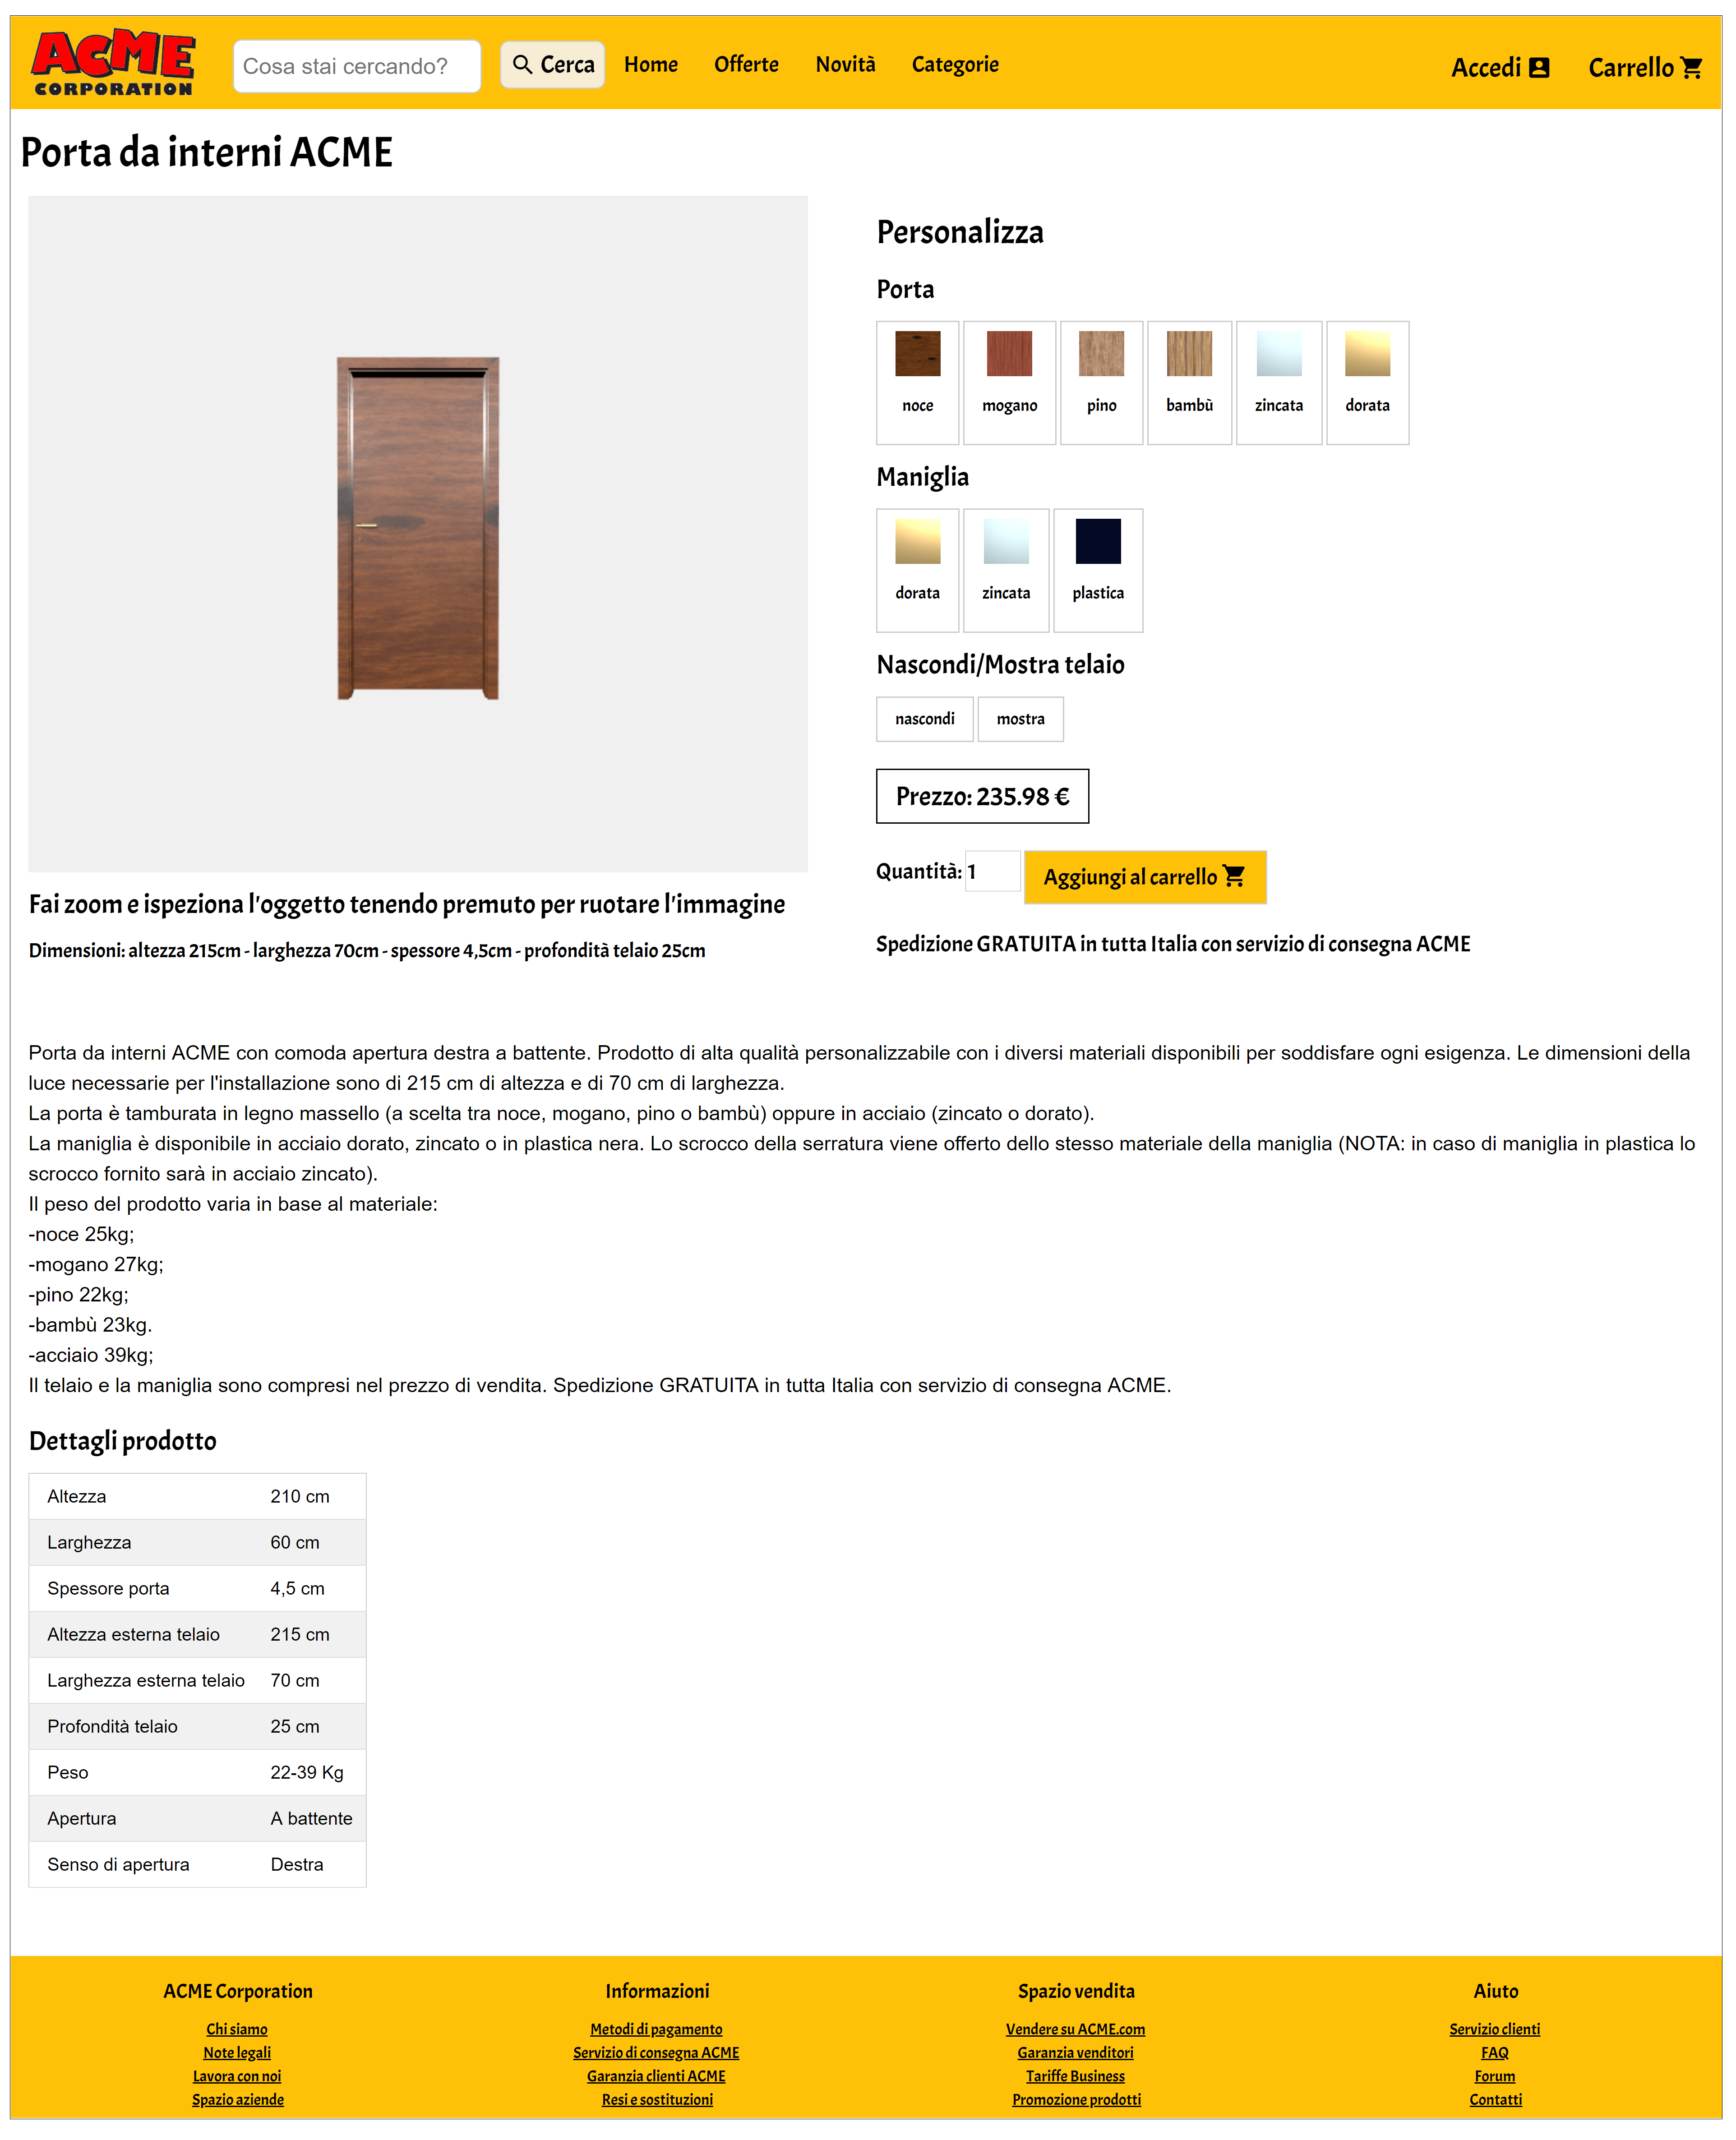 ACME
CORPORATION
Cosa stai cercando?
Cerca
Home
Offerte
Novità
Categorie
Accedi
Carrello
Porta da interni ACME
Personalizza
Porta
noce
mogano
pino
bambù
zincata
dorata
Maniglia
dorata
zincata
plastica
Nascondi/Mostra telaio
nascondi
mostra
Prezzo: 235.98 €
Quantità: 1
Aggiungi al carrello
Spedizione GRATUITA in tutta Italia con servizio di consegna ACME
Fai zoom e ispeziona l'oggetto tenendo premuto per ruotare l'immagine
Dimensioni: altezza 215cm - larghezza 70cm - spessore 4,5cm - profondità telaio 25cm
Porta da interni ACME con comoda apertura destra a battente. Prodotto di alta qualità personalizzabile con i diversi materiali disponibili per soddisfare ogni esigenza. Le dimensioni della
luce necessarie per l'installazione sono di 215 cm di altezza e di 70 cm di larghezza.
La porta è tamburata in legno massello (a scelta tra noce, mogano, pino o bambù) oppure in acciaio (zincato o dorato).
La maniglia è disponibile in acciaio dorato, zincato o in plastica nera. Lo scrocco della serratura viene offerto dello stesso materiale della maniglia (NOTA: in caso di maniglia in plastica lo
scrocco fornito sarà in acciaio zincato).
Il peso del prodotto varia in base al materiale:
-noce 25kg;
-mogano 27kg;
-pino 22kg;
-bambù 23kg.
-acciaio 39kg;
Il telaio e la maniglia sono compresi nel prezzo di vendita. Spedizione GRATUITA in tutta Italia con servizio di consegna ACME.
Dettagli prodotto
Altezza 210 cm
Larghezza 60 cm
Spessore porta 4,5 cm
Altezza esterna telaio 215 cm
Larghezza esterna telaio 70 cm
Profondità telaio 25 cm
Peso 22-39 Kg
Apertura A battente
Senso di apertura Destra
ACME Corporation
Chi siamo
Note legali
Lavora con noi
Spazio aziende
Informazioni
Metodi di pagamento
Servizio di consegna ACME
Garanzia clienti ACME
Resi e sostituzioni
Spazio vendita
Vendere su ACME.com
Garanzia venditori
Tariffe Business
Promozione prodotti
Aiuto
Servizio clienti
FAQ
Forum
Contatti